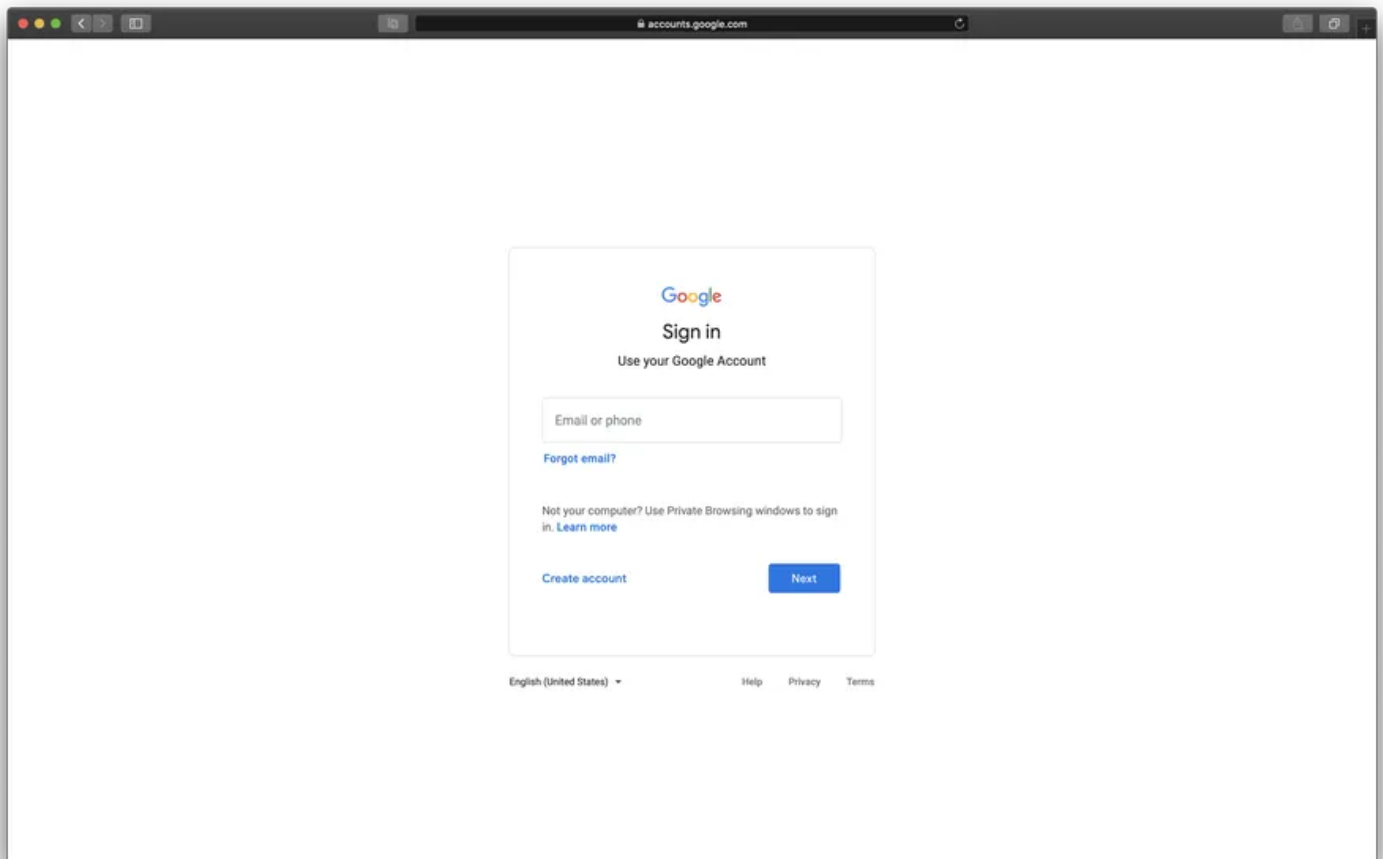 accounts.google.com
Google
Sign in
Use your Google Account
Email or phone
Forgot email?
Not your computer? Use Private Browsing windows to sign
in. Learn more
Create account
Next
English (United States)
Help
Privacy
Terms